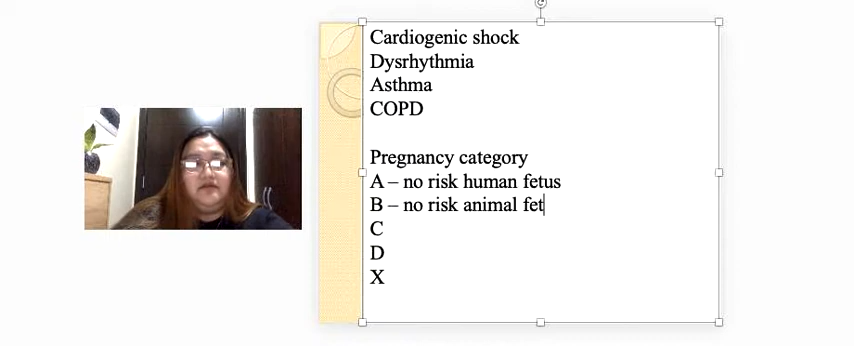 Cardiogenic shock
Dysrhythmia
Asthma
COPD
Pregnancy category
A – no risk human fetus
B – no risk animal fet
C
D
X